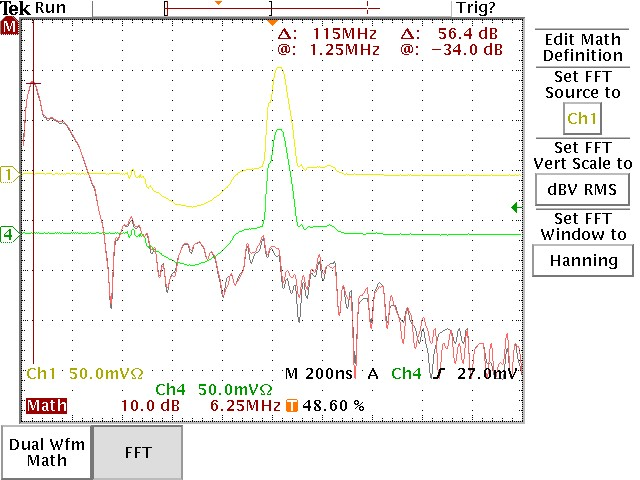 Tek Run Trig?
M
Δ: 115MHz Δ: 56.4 dB
@: 1.25MHz @: −34.0 dB
Edit Math
Definition
Set FFT
Source to
Ch1
Set FFT
Vert Scale to
dBV RMS
Set FFT
Window to
Hanning
1
4
Ch1 50.0mVΩ M 200ns A Ch4 ƒ 27.0mV
Ch4 50.0mVΩ
Math 10.0 dB 6.25MHz T 48.60 %
Dual Wfm
Math
FFT